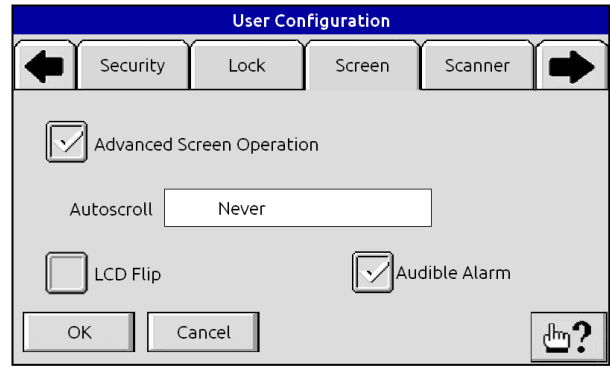 User Configuration
Security Lock Screen Scanner
Advanced Screen Operation
Autoscroll Never
LCD Flip Audible Alarm
OK Cancel ?